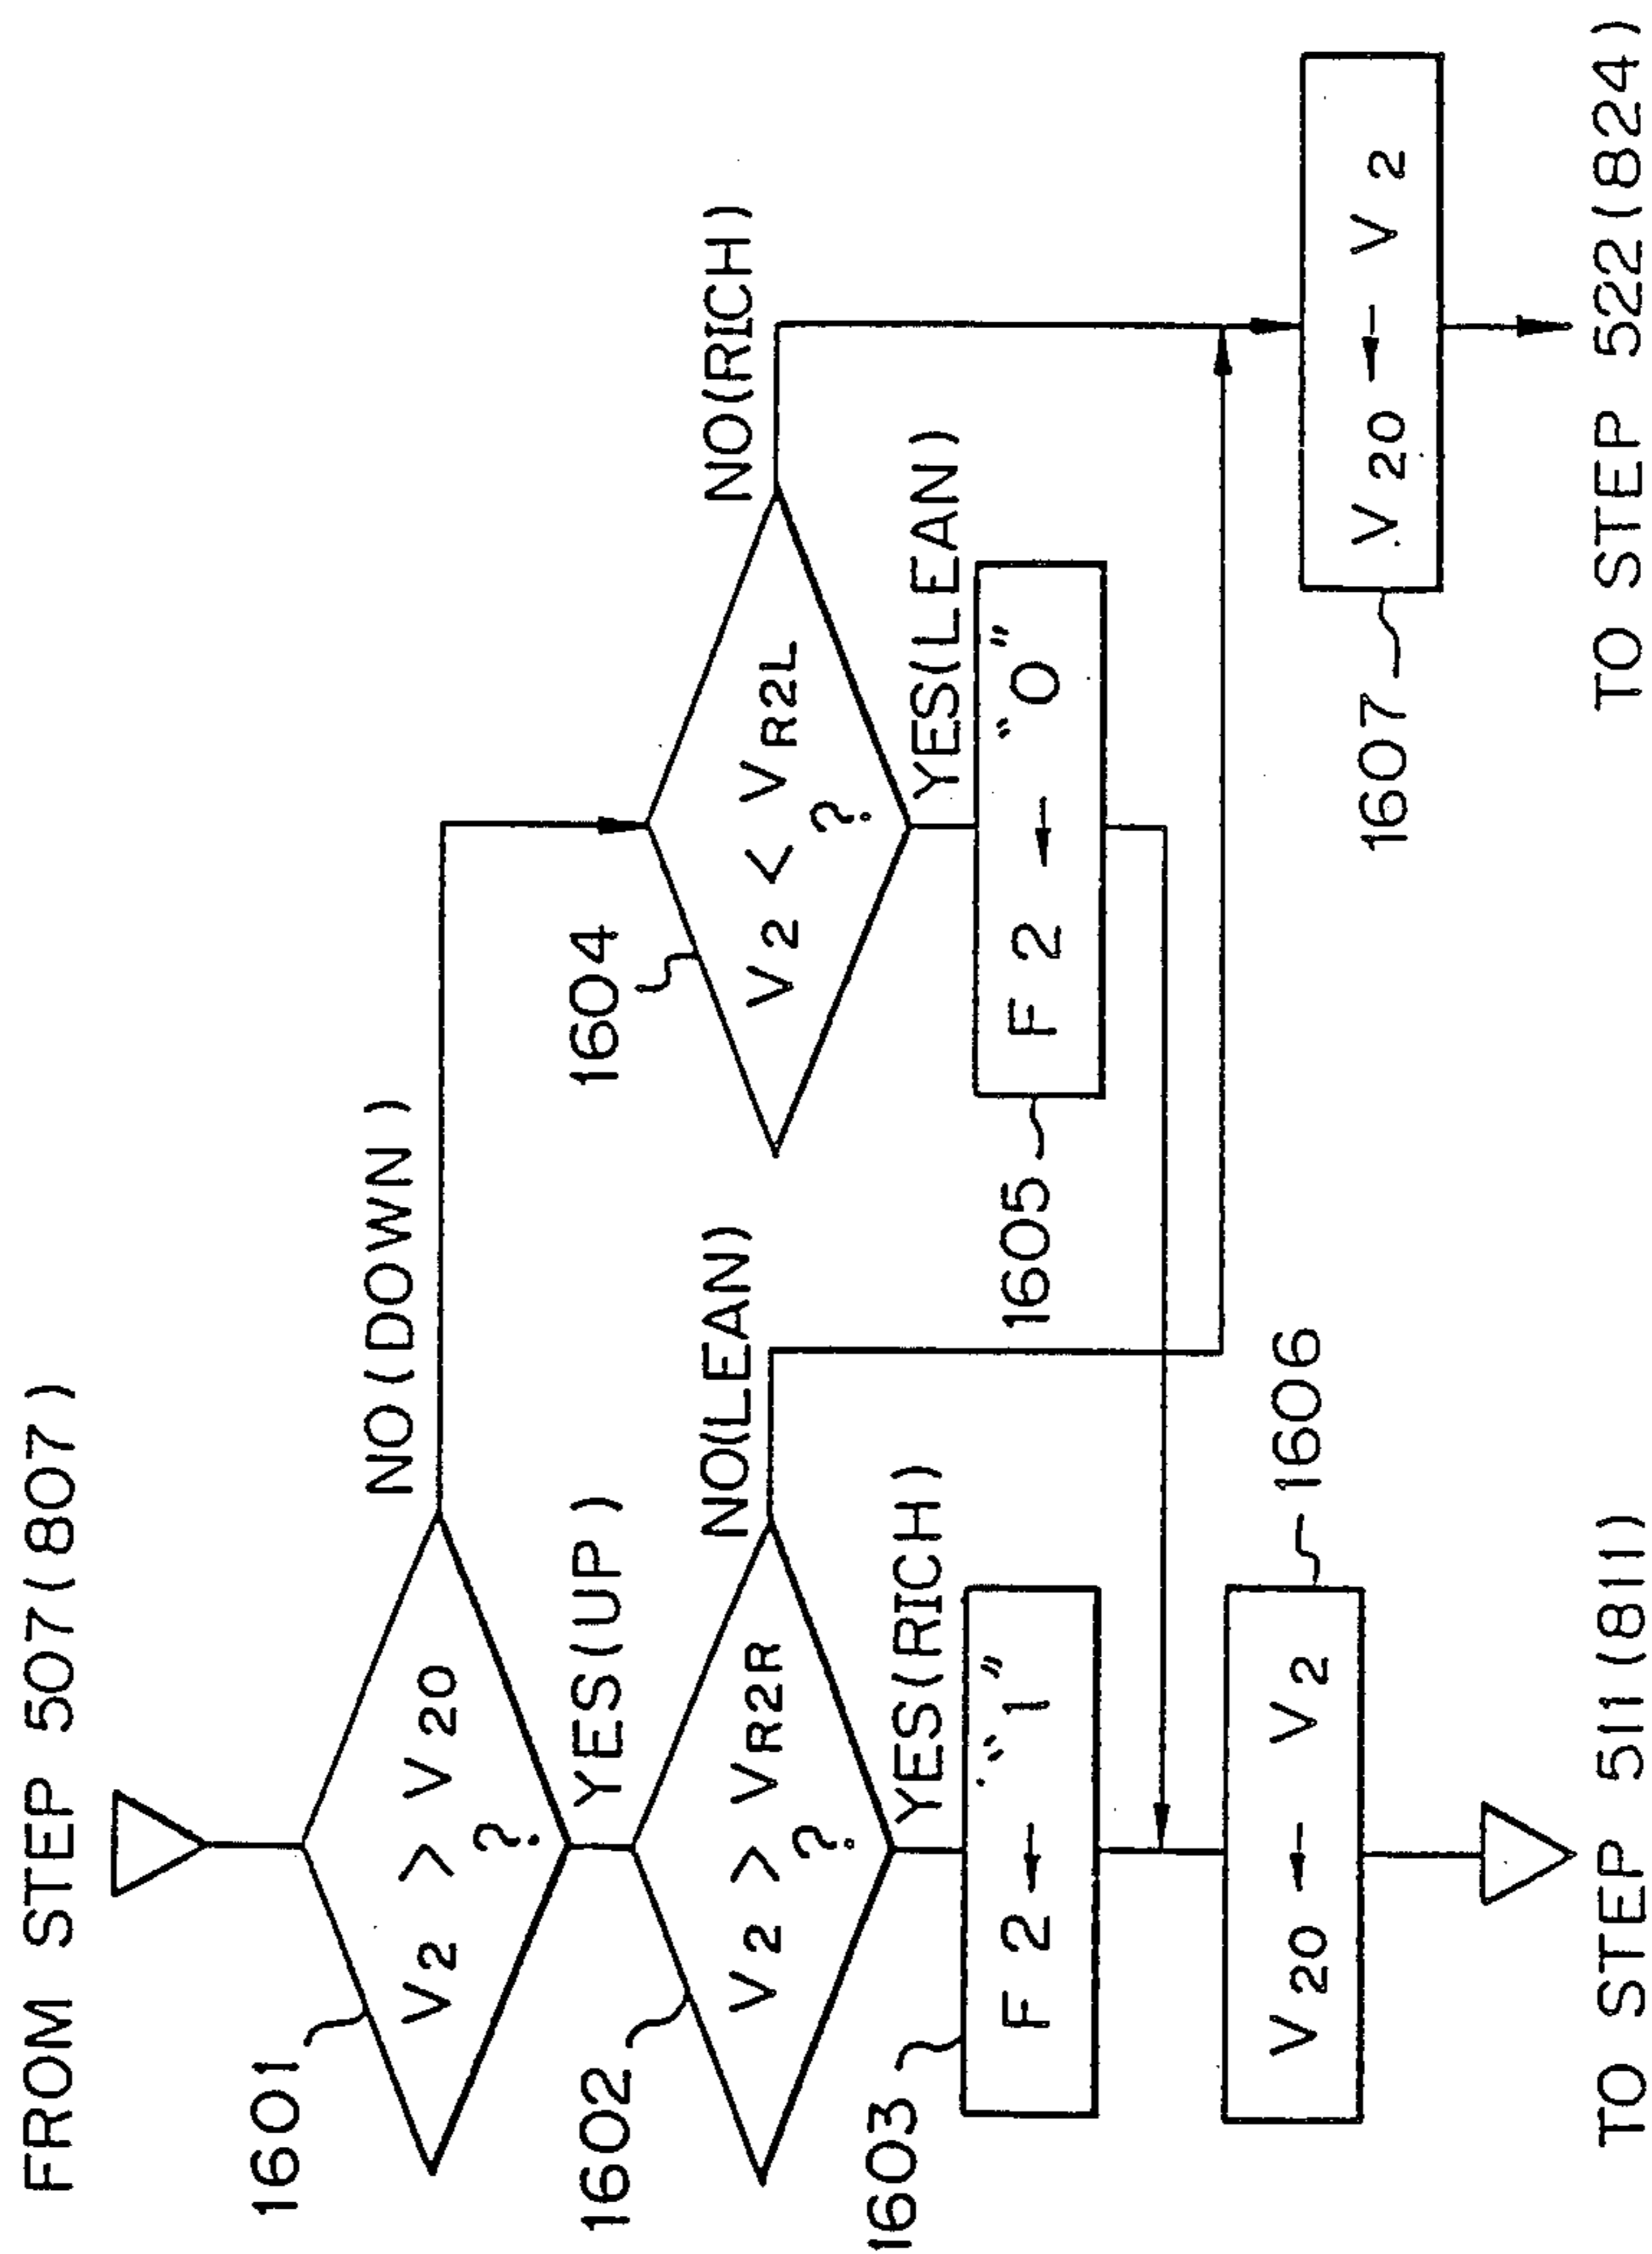 FROM STEP 507(807)
1601
V2 > V20
?
NO(DOWN)
YES(UP)
1602
V2 > VR2R
?
NO(LEAN)
YES(RICH)
1603
F2 ← "1"
1604
V2 < VR2L
?
NO(RICH)
YES(LEAN)
1605
F2 ← "0"
1606
V20 ← V2
1607
V20 ← V2
TO STEP 511(811)
TO STEP 522(824)